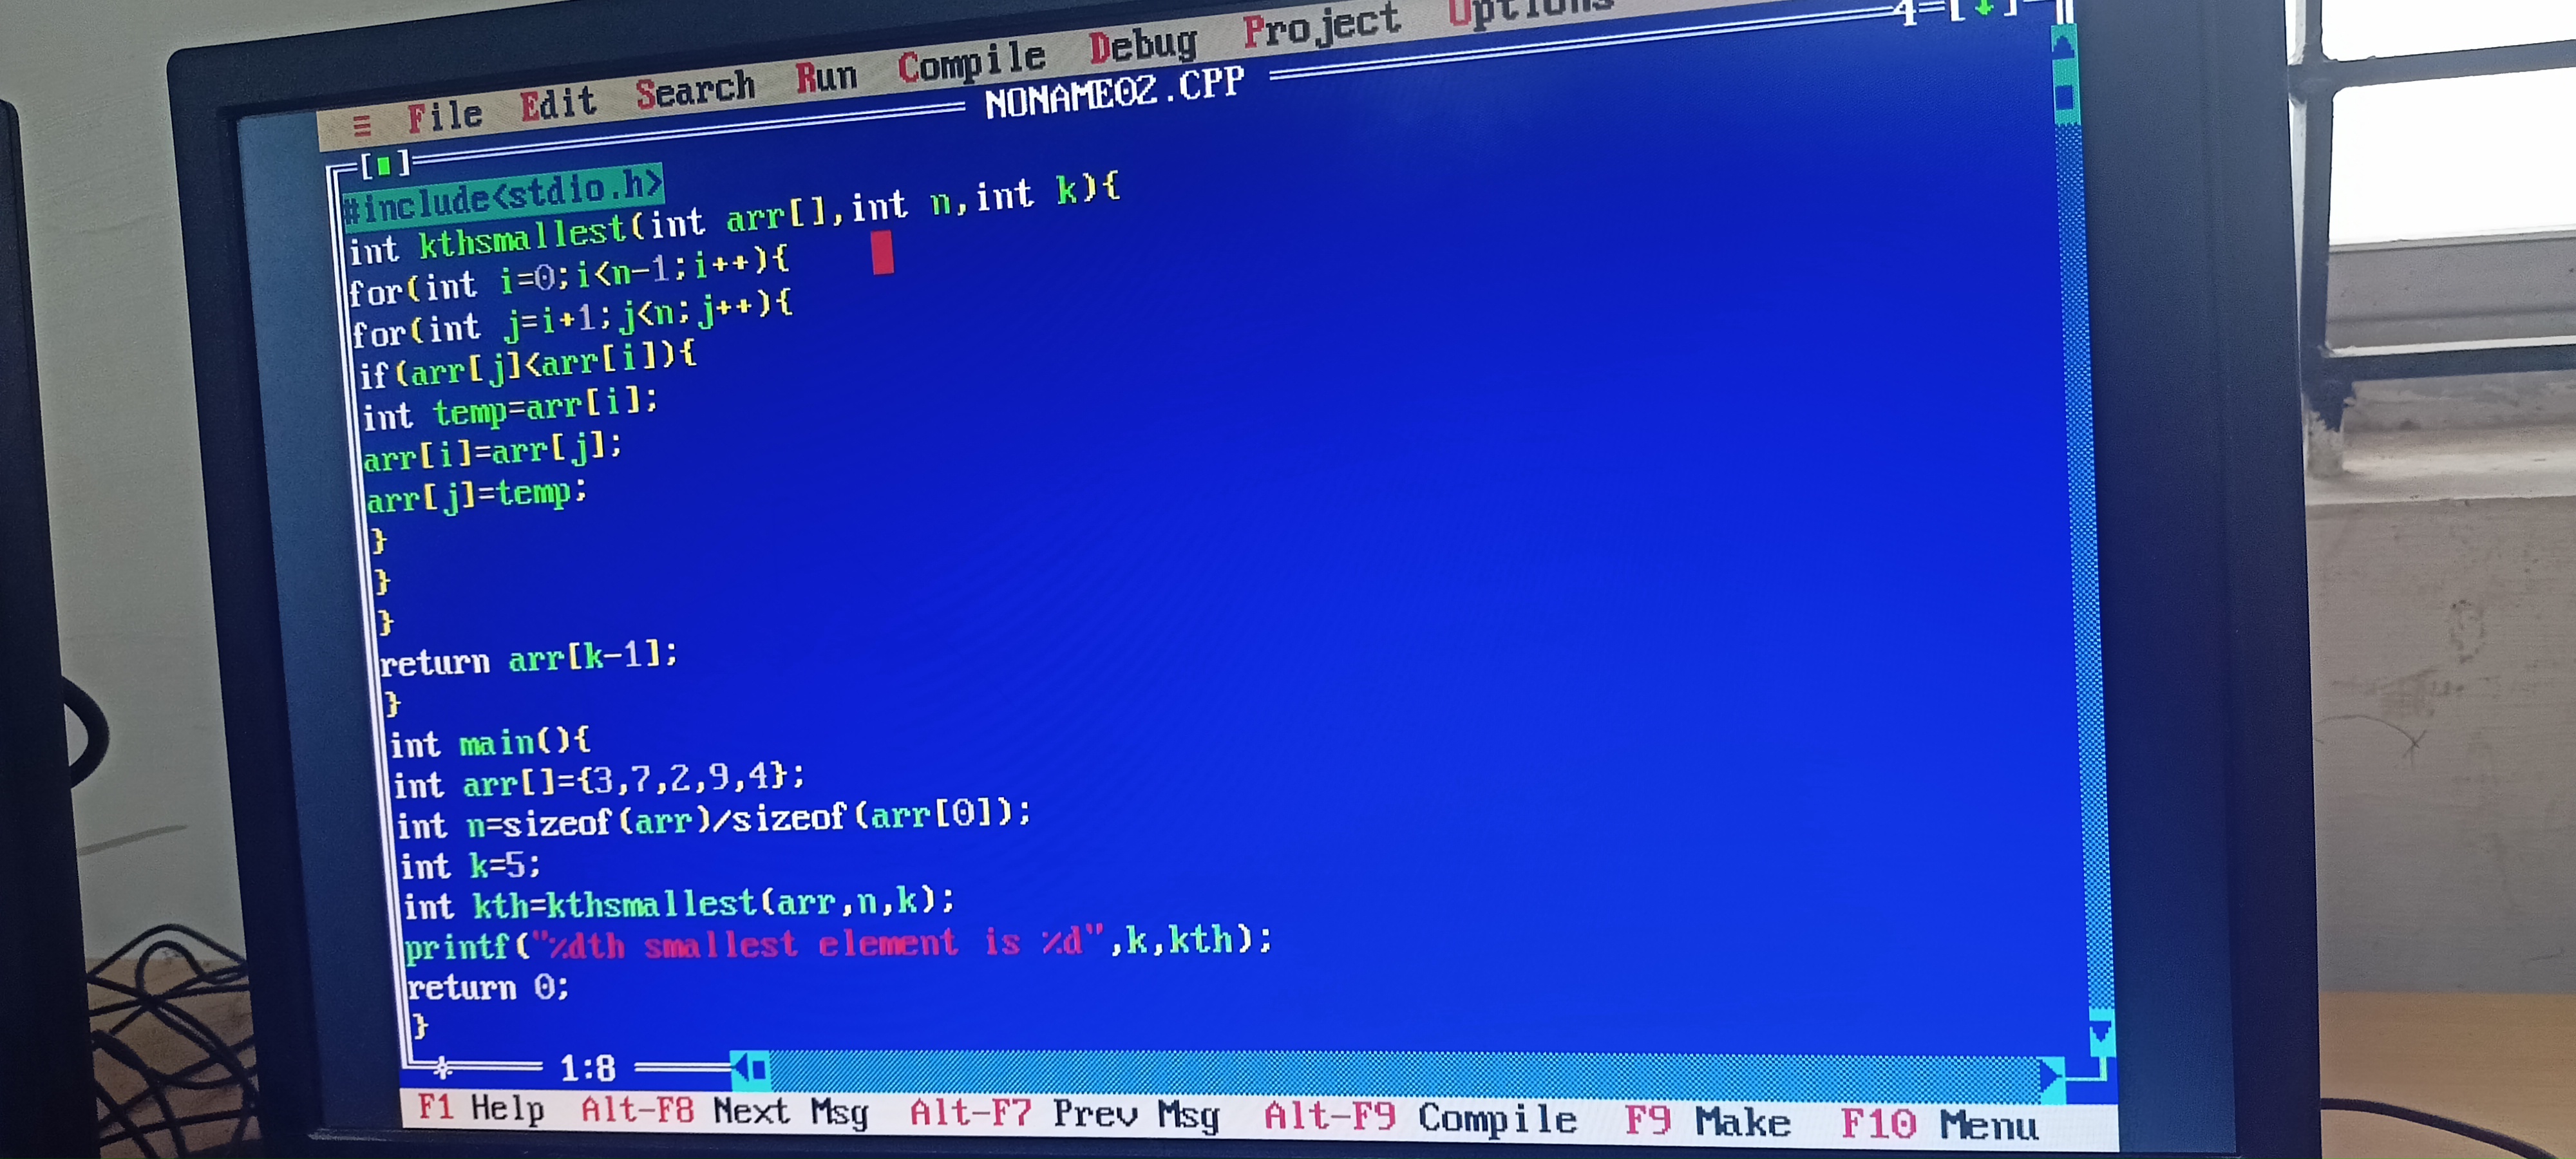 ≡ File Edit Search Run Compile Debug Project Options
NONAME02.CPP 4=[↓]
[■]
#include<stdio.h>
int kthsmallest(int arr[],int n,int k){
for(int i=0;i<n-1;i++){
for(int j=i+1;j<n;j++){
if(arr[j]<arr[i]){
int temp=arr[i];
arr[i]=arr[j];
arr[j]=temp;
}
}
}
return arr[k-1];
}
int main(){
int arr[]={3,7,2,9,4};
int n=sizeof(arr)/sizeof(arr[0]);
int k=5;
int kth=kthsmallest(arr,n,k);
printf("%dth smallest element is %d",k,kth);
return 0;
}
* 1:8
F1 Help Alt-F8 Next Msg Alt-F7 Prev Msg Alt-F9 Compile F9 Make F10 Menu